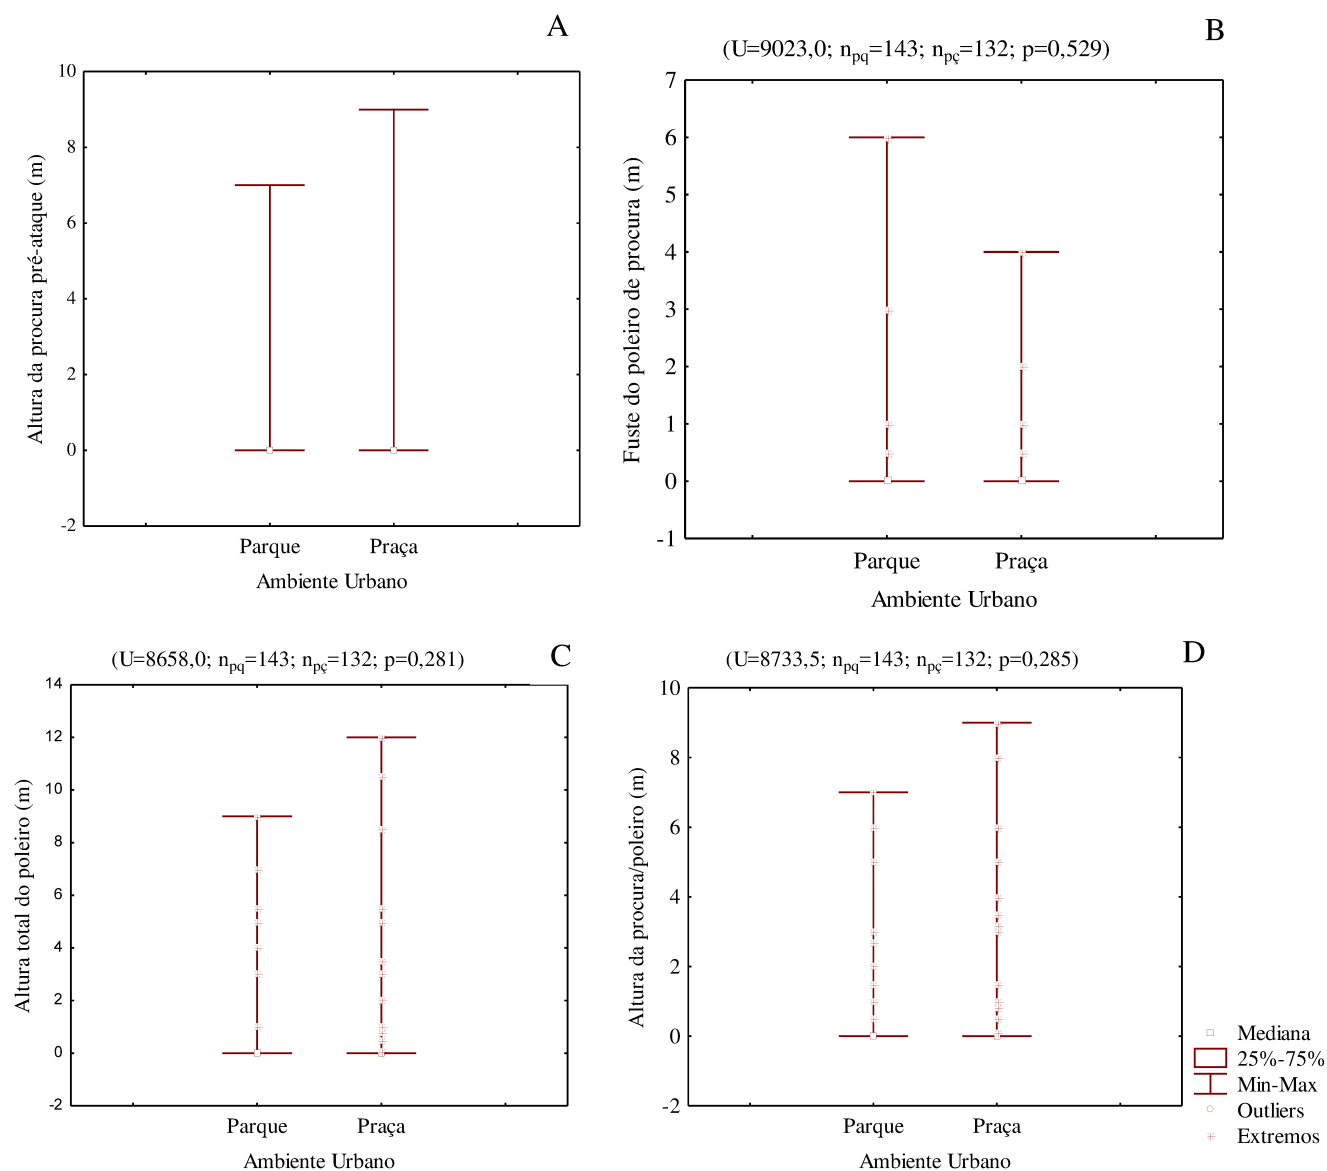 A
10
8
6
4
2
0
-2
Altura da procura pré-ataque (m)
Parque Praça
Ambiente Urbano
B
(U=9023,0; npq=143; npç=132; p=0,529)
7
6
5
4
3
2
1
0
-1
Fuste do poleiro de procura (m)
Parque Praça
Ambiente Urbano
C
(U=8658,0; npq=143; npç=132; p=0,281)
14
12
10
8
6
4
2
0
-2
Altura total do poleiro (m)
Parque Praça
Ambiente Urbano
D
(U=8733,5; npq=143; npç=132; p=0,285)
10
8
6
4
2
0
-2
Altura da procura/poleiro (m)
Parque Praça
Ambiente Urbano
Mediana
25%-75%
Min-Max
Outliers
Extremos